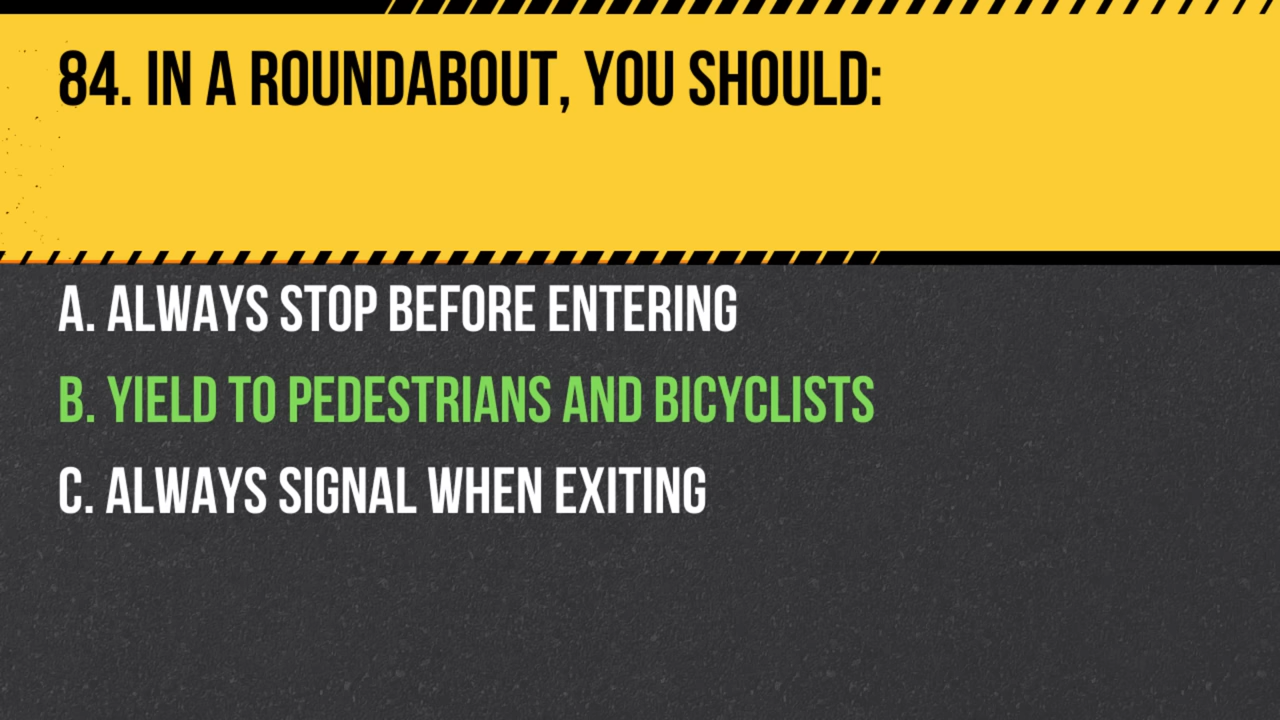 84. IN A ROUNDABOUT, YOU SHOULD:
A. ALWAYS STOP BEFORE ENTERING
B. YIELD TO PEDESTRIANS AND BICYCLISTS
C. ALWAYS SIGNAL WHEN EXITING